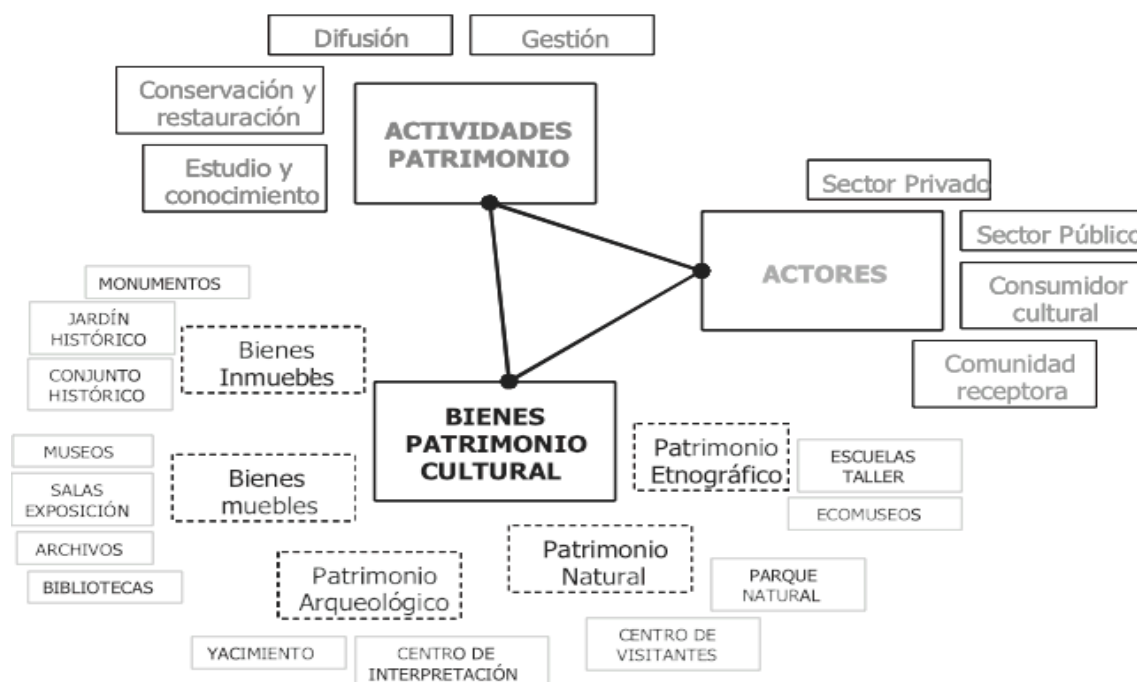 Difusión
Gestión
Conservación y
restauración
ACTIVIDADES
PATRIMONIO
Estudio y
conocimiento
Sector Privado
Sector Público
ACTORES
Consumidor
cultural
Comunidad
receptora
MONUMENTOS
JARDÍN
HISTÓRICO
Bienes
Inmuebles
CONJUNTO
HISTÓRICO
BIENES
PATRIMONIO
CULTURAL
Patrimonio
Etnográfico
ESCUELAS
TALLER
ECOMUSEOS
MUSEOS
SALAS
EXPOSICIÓN
Bienes
muebles
ARCHIVOS
BIBLIOTECAS
Patrimonio
Arqueológico
Patrimonio
Natural
PARQUE
NATURAL
YACIMIENTO
CENTRO DE
INTERPRETACIÓN
CENTRO DE
VISITANTES